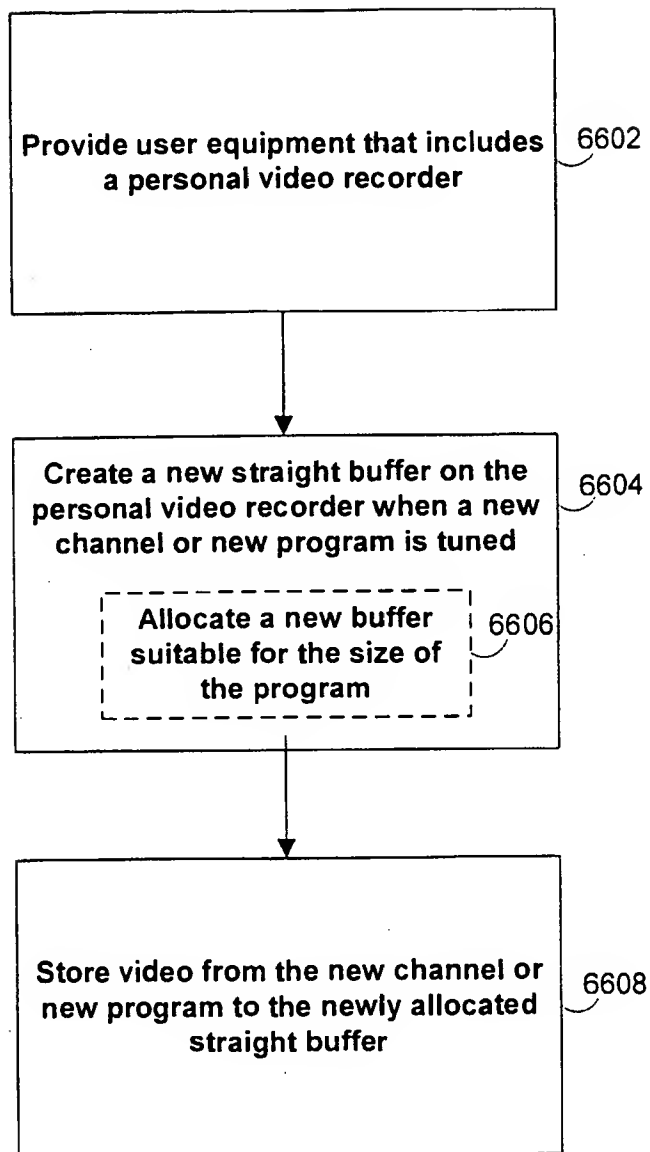 Provide user equipment that includes
a personal video recorder
6602
Create a new straight buffer on the
personal video recorder when a new
channel or new program is tuned
6604
Allocate a new buffer
suitable for the size of
the program
6606
Store video from the new channel or
new program to the newly allocated
straight buffer
6608